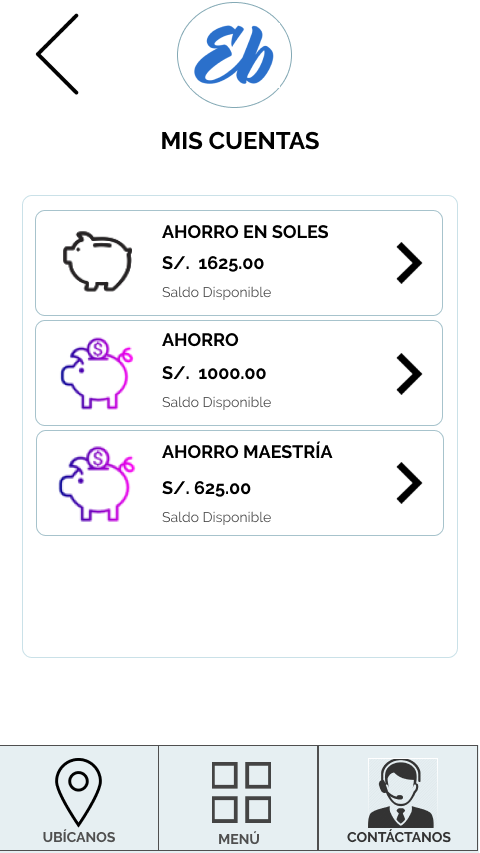 Eb
MIS CUENTAS
AHORRO EN SOLES
S/. 1625.00
Saldo Disponible
$
AHORRO
S/. 1000.00
Saldo Disponible
$
AHORRO MAESTRÍA
S/. 625.00
Saldo Disponible
UBÍCANOS
MENÚ
CONTÁCTANOS